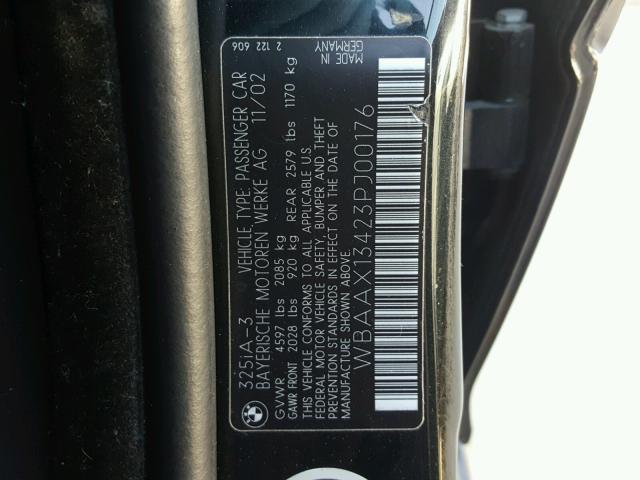 325iA-3 VEHICLE TYPE: PASSENGER CAR
BAYERISCHE MOTOREN WERKE AG 11/02
2 122 606
GVWR 4597 lbs 2085 kg
GAWR FRONT 2028 lbs 920 kg REAR 2579 lbs 1170 kg
THIS VEHICLE CONFORMS TO ALL APPLICABLE U.S.
FEDERAL MOTOR VEHICLE SAFETY, BUMPER AND THEFT
PREVENTION STANDARDS IN EFFECT ON THE DATE OF
MANUFACTURE SHOWN ABOVE.
MADE IN
GERMANY
WBAAX13423PJ00176